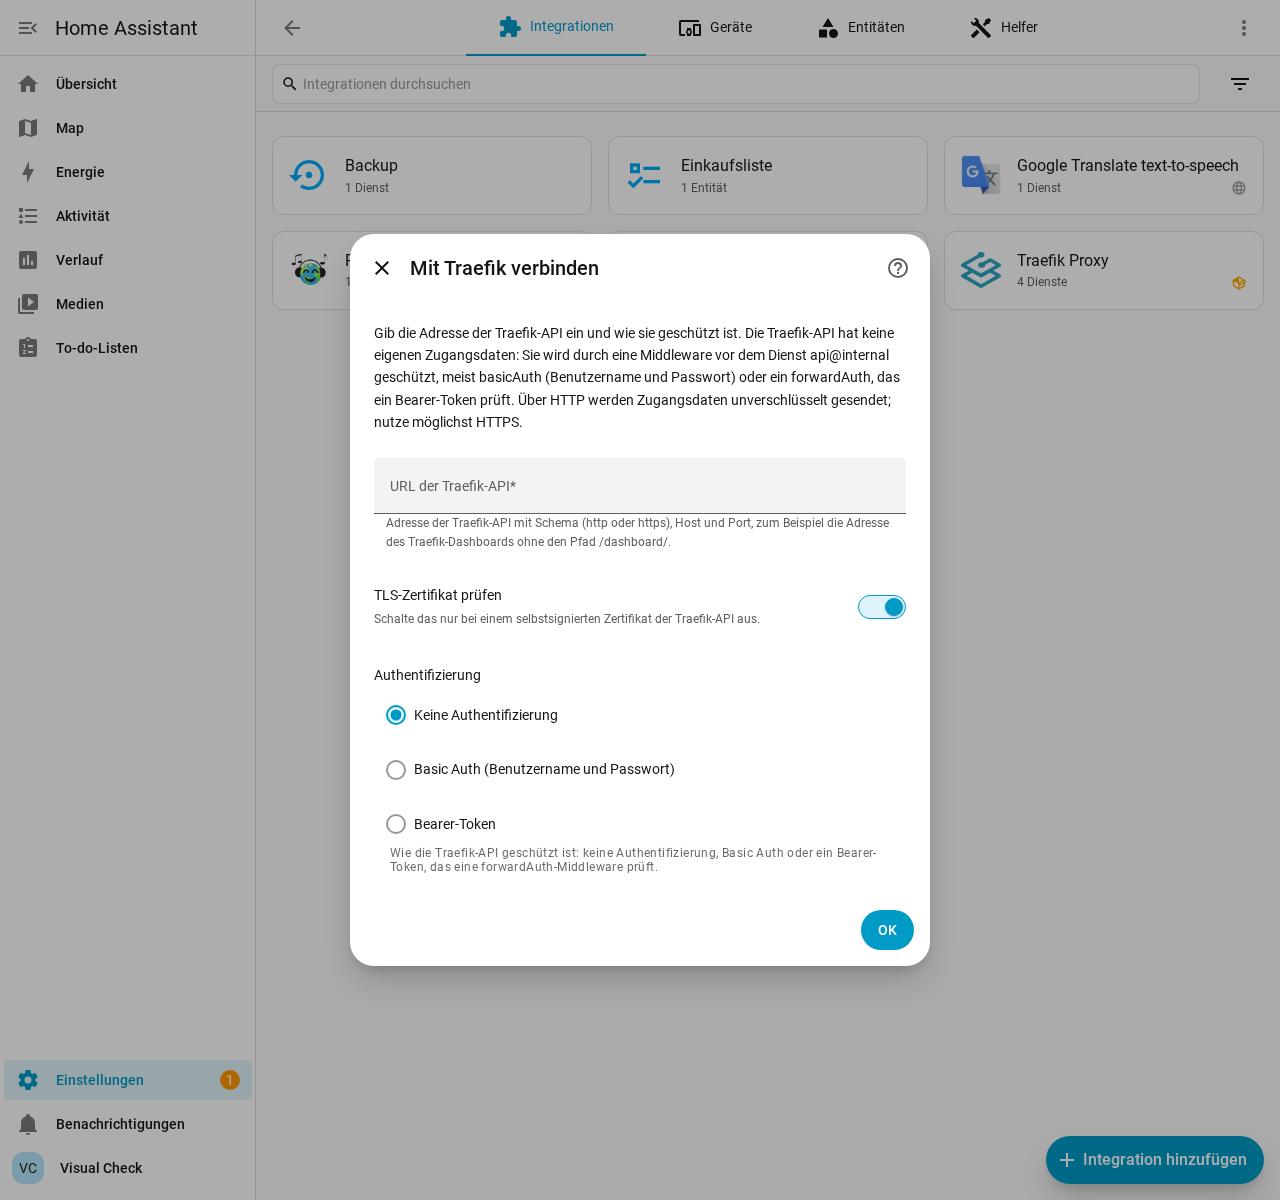 Home Assistant
Integrationen
Geräte
Entitäten
Helfer
Integrationen durchsuchen
Übersicht
Map
Energie
Aktivität
Verlauf
Medien
To-do-Listen
Backup
1 Dienst
Einkaufsliste
1 Entität
Google Translate text-to-speech
1 Dienst
Traefik Proxy
4 Dienste
Mit Traefik verbinden
Gib die Adresse der Traefik-API ein und wie sie geschützt ist. Die Traefik-API hat keine
eigenen Zugangsdaten: Sie wird durch eine Middleware vor dem Dienst api@internal
geschützt, meist basicAuth (Benutzername und Passwort) oder ein forwardAuth, das
ein Bearer-Token prüft. Über HTTP werden Zugangsdaten unverschlüsselt gesendet;
nutze möglichst HTTPS.
URL der Traefik-API*
Adresse der Traefik-API mit Schema (http oder https), Host und Port, zum Beispiel die Adresse
des Traefik-Dashboards ohne den Pfad /dashboard/.
TLS-Zertifikat prüfen
Schalte das nur bei einem selbstsignierten Zertifikat der Traefik-API aus.
Authentifizierung
Keine Authentifizierung
Basic Auth (Benutzername und Passwort)
Bearer-Token
Wie die Traefik-API geschützt ist: keine Authentifizierung, Basic Auth oder ein Bearer-
Token, das eine forwardAuth-Middleware prüft.
OK
Einstellungen
1
Benachrichtigungen
VC
Visual Check
Integration hinzufügen